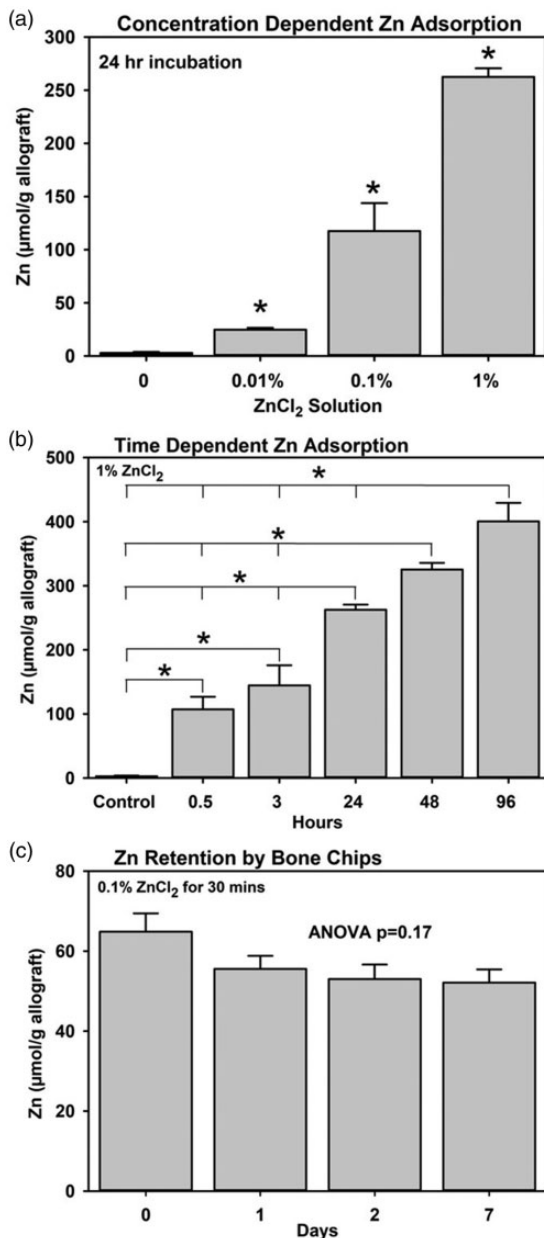 (a)
Concentration Dependent Zn Adsorption
300
250
200
150
100
50
0
Zn (µmol/g allograft)
24 hr incubation
*
*
*
0 0.01% 0.1% 1%
ZnCl₂ Solution
(b)
Time Dependent Zn Adsorption
500
400
300
200
100
0
Zn (µmol/g allograft)
1% ZnCl₂
*
*
*
*
*
Control 0.5 3 24 48 96
Hours
(c)
Zn Retention by Bone Chips
80
60
40
20
0
Zn (µmol/g allograft)
0.1% ZnCl₂ for 30 mins
ANOVA p=0.17
0 1 2 7
Days